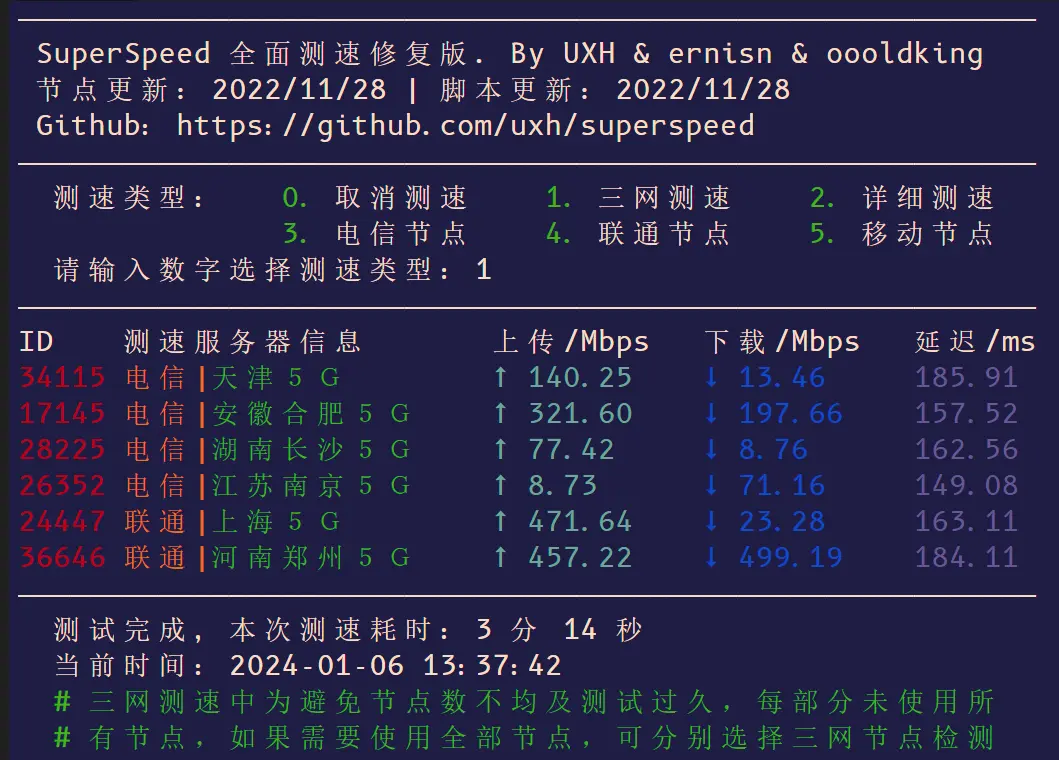 SuperSpeed 全面测速修复版. By UXH & ernisn & oooldking
节点更新: 2022/11/28 | 脚本更新: 2022/11/28
Github: https://github.com/uxh/superspeed
测速类型: 0. 取消测速 1. 三网测速 2. 详细测速
3. 电信节点 4. 联通节点 5. 移动节点
请输入数字选择测速类型: 1
ID 测速服务器信息 上传/Mbps 下载/Mbps 延迟/ms
34115 电信|天津5G ↑ 140.25 ↓ 13.46 185.91
17145 电信|安徽合肥5G ↑ 321.60 ↓ 197.66 157.52
28225 电信|湖南长沙5G ↑ 77.42 ↓ 8.76 162.56
26352 电信|江苏南京5G ↑ 8.73 ↓ 71.16 149.08
24447 联通|上海5G ↑ 471.64 ↓ 23.28 163.11
36646 联通|河南郑州5G ↑ 457.22 ↓ 499.19 184.11
测试完成, 本次测速耗时: 3 分 14 秒
当前时间: 2024-01-06 13:37:42
# 三网测速中为避免节点数不均及测试过久，每部分未使用所
# 有节点，如果需要使用全部节点，可分别选择三网节点检测